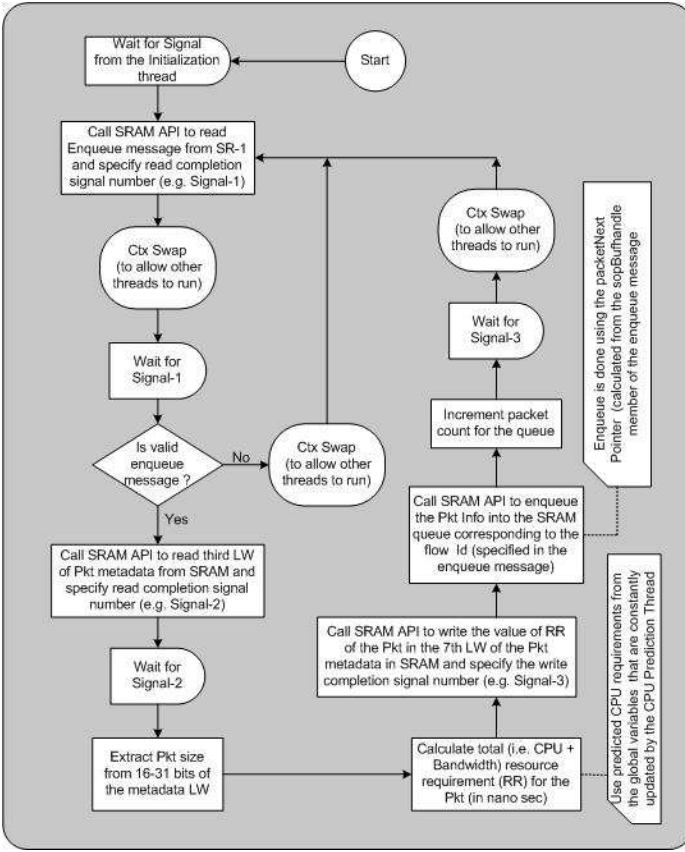 Start
Wait for Signal
from the Initialization
thread
Call SRAM API to read
Enqueue message from SR-1
and specify read completion
signal number (e.g. Signal-1)
Ctx Swap
(to allow other
threads to run)
Wait for
Signal-1
Is valid
enqueue
message ?
No
Ctx Swap
(to allow other
threads to run)
Yes
Call SRAM API to read third LW
of Pkt metadata from SRAM and
specify read completion signal
number (e.g. Signal-2)
Wait for
Signal-2
Extract Pkt size
from 16-31 bits of
the metadata LW
Calculate total (i.e. CPU +
Bandwidth) resource
requirement (RR) for the
Pkt (in nano sec)
Use predicted CPU requirements from
the global variables that are constantly
updated by the CPU Prediction Thread
Call SRAM API to write the value of RR
of the Pkt in the 7th LW of the Pkt
metadata in SRAM and specify the write
completion signal number (e.g. Signal-3)
Call SRAM API to enqueue
the Pkt Info into the SRAM
queue corresponding to the
flow Id (specified in the
enqueue message)
Enqueue is done using the packetNext
Pointer (calculated from the sopBufhandle
member of the enqueue message
Increment packet
count for the queue
Wait for
Signal-3
Ctx Swap
(to allow other
threads to run)